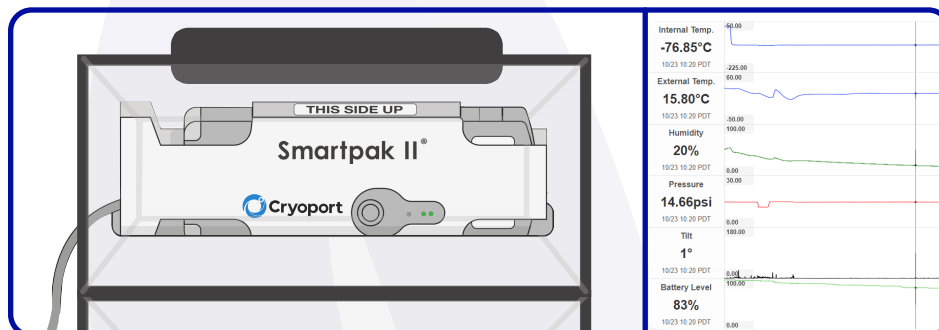 THIS SIDE UP
Smartpak II®
Cryoport
Internal Temp.
-76.85°C
10/23 10:20 PDT
-50.00
-225.00
External Temp.
15.80°C
10/23 10:20 PDT
60.00
-50.00
Humidity
20%
10/23 10:20 PDT
100.00
0.00
Pressure
14.66psi
10/23 10:20 PDT
30.00
0.00
Tilt
1°
10/23 10:20 PDT
180.00
0.00
Battery Level
83%
10/23 10:20 PDT
100.00
0.00